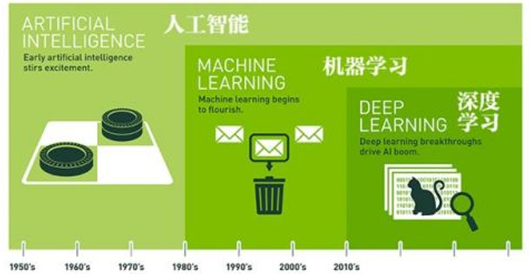 ARTIFICIAL
INTELLIGENCE
人工智能
Early artificial intelligence
stirs excitement.
MACHINE
LEARNING
机器学习
Machine learning begins
to flourish.
DEEP
LEARNING
深度
学习
Deep learning breakthroughs
drive AI boom.
1950's 1960's 1970's 1980's 1990's 2000's 2010's